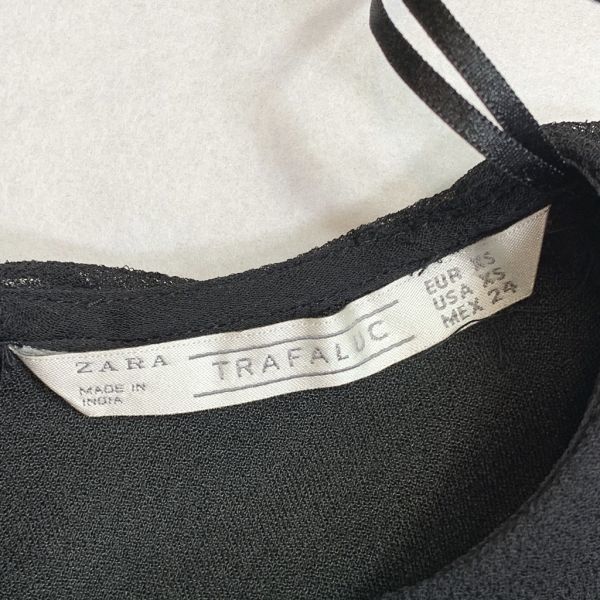 ZARA
MADE IN
INDIA
TRAFALUC
EUR XS
USA XS
MEX 24